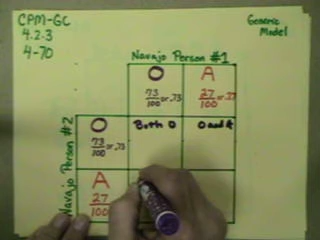 CPM-GC
4.2.3
4-70
Generic
Model
Navajo Person #1
O
73
100 or .73
A
27
100 or .27
Navajo Person #2
O
73
100 or .73
Both O
O and A
A
27
100